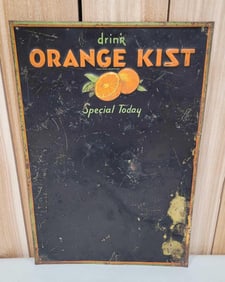 drink
ORANGE KIST
Special Today